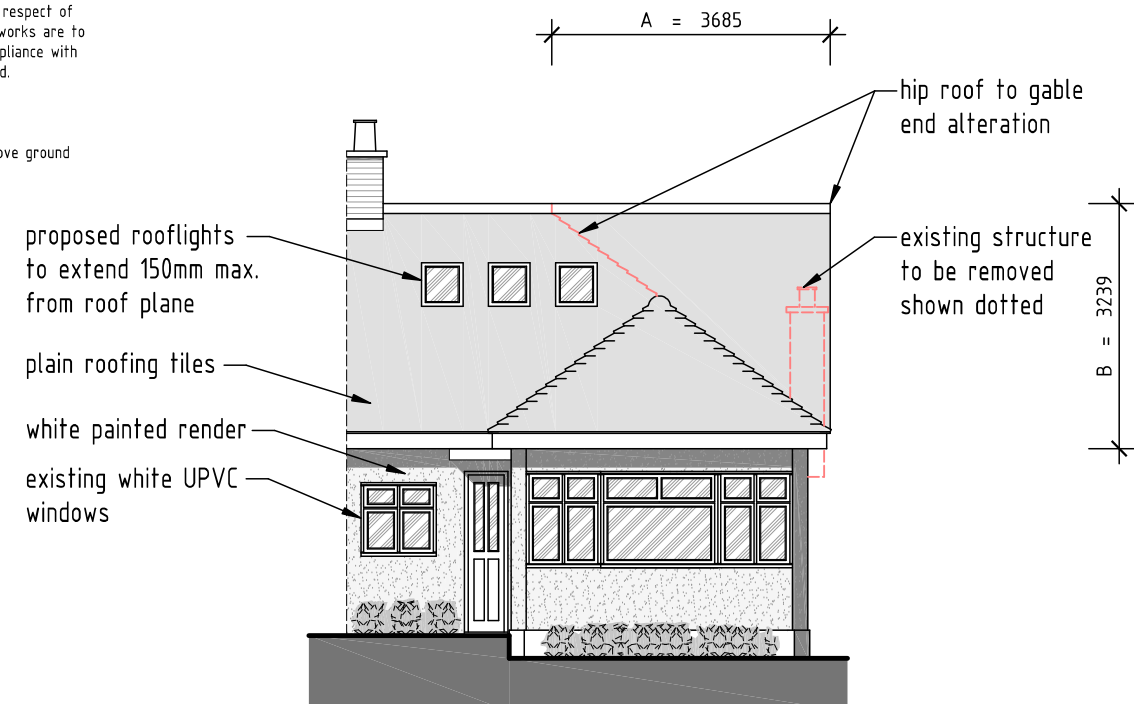 respect of
works are to
pliance with
d.
ove ground
A = 3685
hip roof to gable
end alteration
proposed rooflights
to extend 150mm max.
from roof plane
existing structure
to be removed
shown dotted
B = 3239
plain roofing tiles
white painted render
existing white UPVC
windows